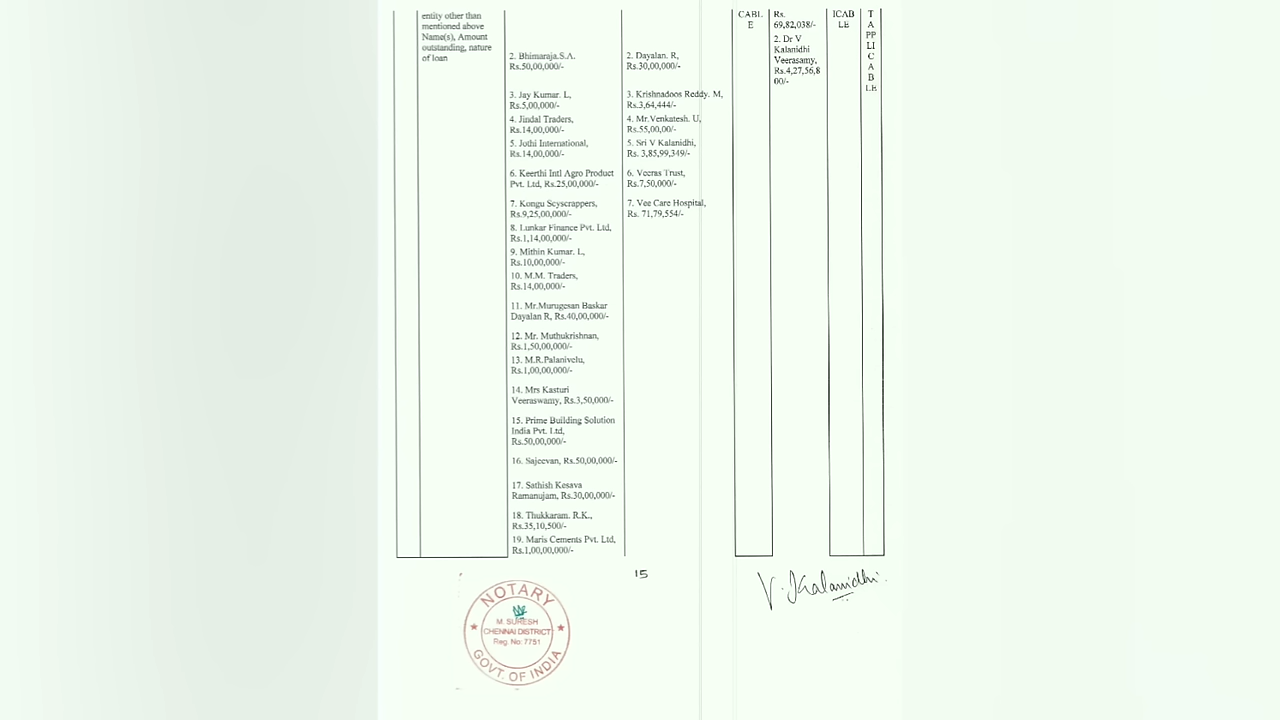 entity other than
mentioned above
Name(s), Amount
outstanding, nature
of loan
2. Bhimaraja.S.A.
Rs.50,00,000/-
3. Jay Kumar. L,
Rs.5,00,000/-
4. Jindal Traders,
Rs.14,00,000/-
5. Jothi International,
Rs.14,00,000/-
6. Keerthi Intl Agro Product
Pvt. Ltd, Rs.25,00,000/-
7. Kongu Scyscrappers,
Rs.9,25,00,000/-
8. Lunkar Finance Pvt. Ltd,
Rs.1,14,00,000/-
9. Mithin Kumar. L,
Rs.10,00,000/-
10. M.M. Traders,
Rs.14,00,000/-
11. Mr.Murugesan Baskar
Dayalan R, Rs.40,00,000/-
12. Mr. Muthukrishnan,
Rs.1,50,00,000/-
13. M.R.Palanivelu,
Rs.1,00,00,000/-
14. Mrs Kasturi
Veeraswamy, Rs.3,50,000/-
15. Prime Building Solution
India Pvt. Ltd,
Rs.50,00,000/-
16. Sajeevan, Rs.50,00,000/-
17. Sathish Kesava
Ramanujam, Rs.30,00,000/-
18. Thukkaram. R.K.,
Rs.35,10,500/-
19. Maris Cements Pvt. Ltd,
Rs.1,00,00,000/-
2. Dayalan. R,
Rs.30,00,000/-
3. Krishnadoos Reddy. M,
Rs.3,64,444/-
4. Mr.Venkatesh. U,
Rs.55,00,00/-
5. Sri V Kalanidhi,
Rs. 3,85,99,349/-
6. Veeras Trust,
Rs.7,50,000/-
7. Vee Care Hospital,
Rs. 71,79,554/-
CABL
E
Rs.
69,82,038/-
2. Dr V
Kalanidhi
Veerasamy,
Rs.4,27,56,8
00/-
ICAB
LE
T
A
PP
LI
C
A
B
LE
15
V. Kalanidhi.
NOTARY
M. SURESH
CHENNAI DISTRICT
Reg. No: 7751
GOVT. OF INDIA